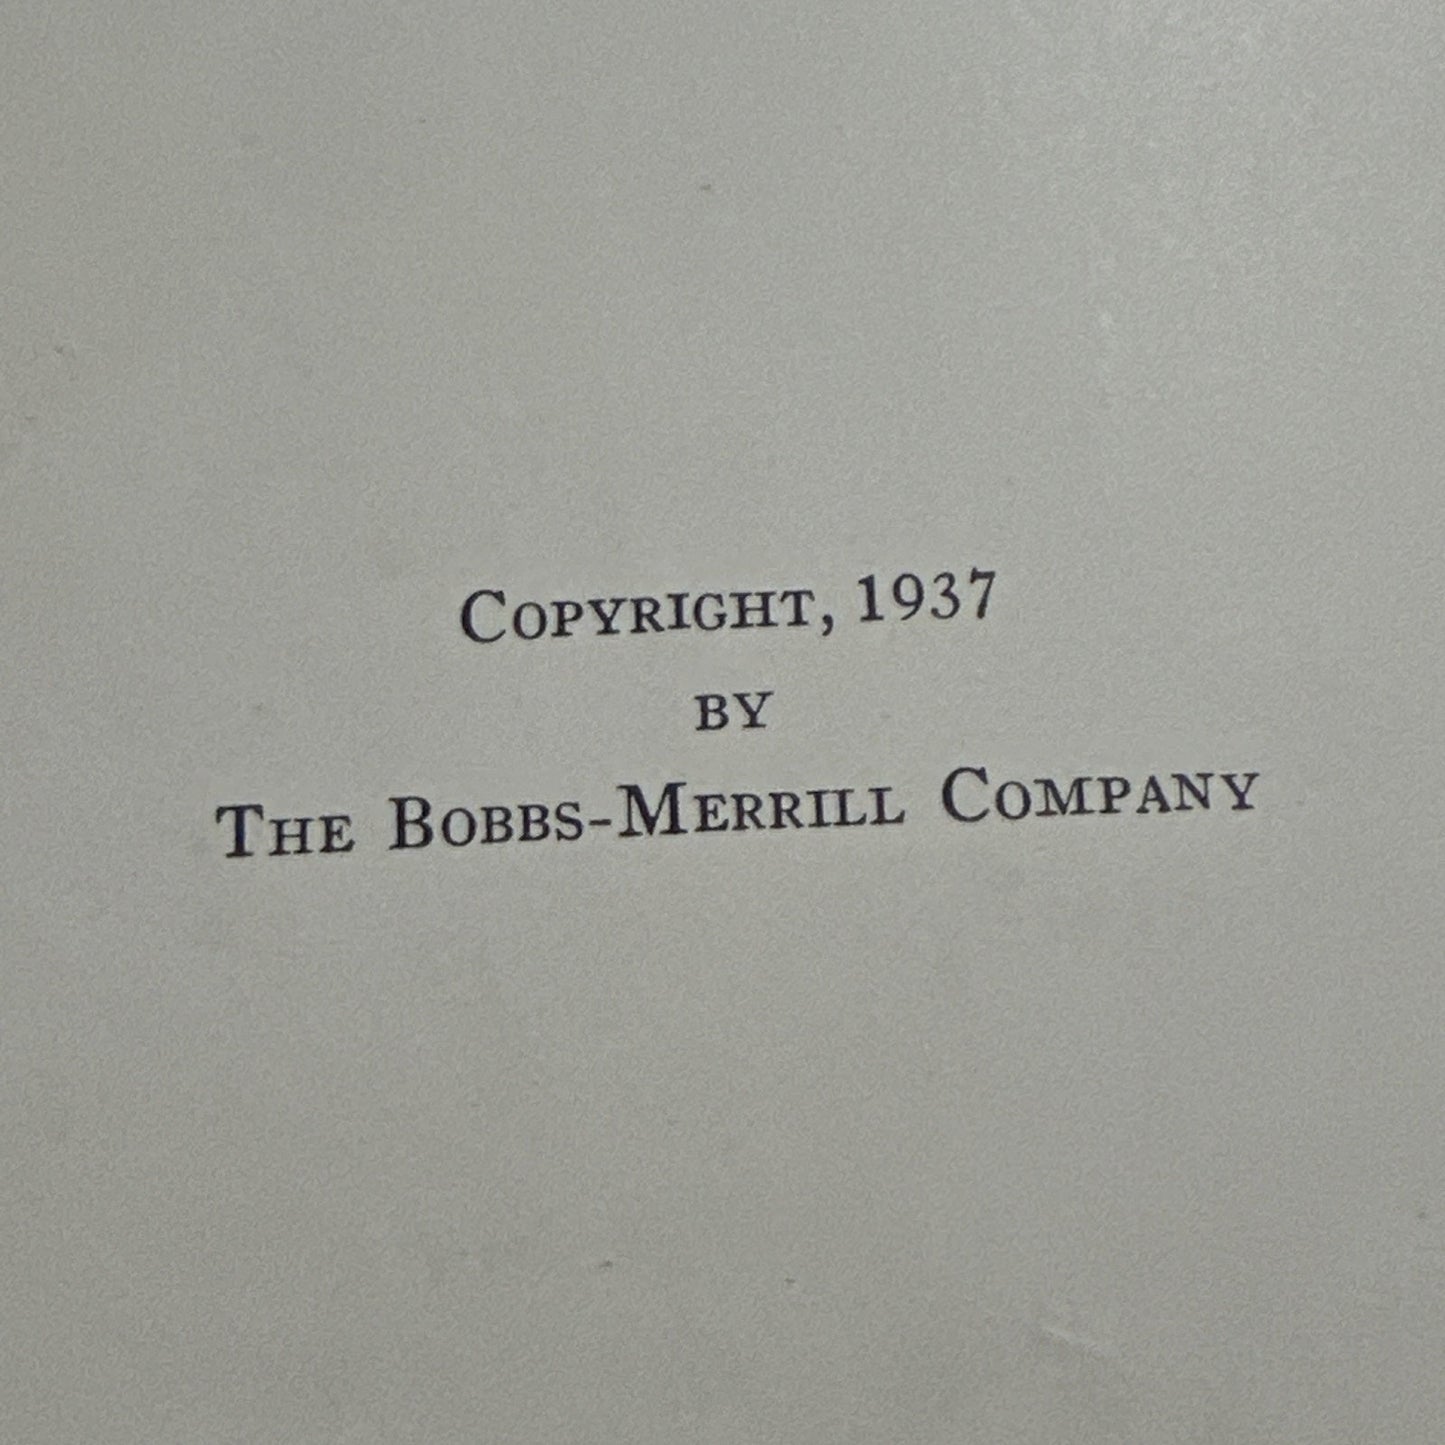 Copyright, 1937
by
The Bobbs-Merrill Company